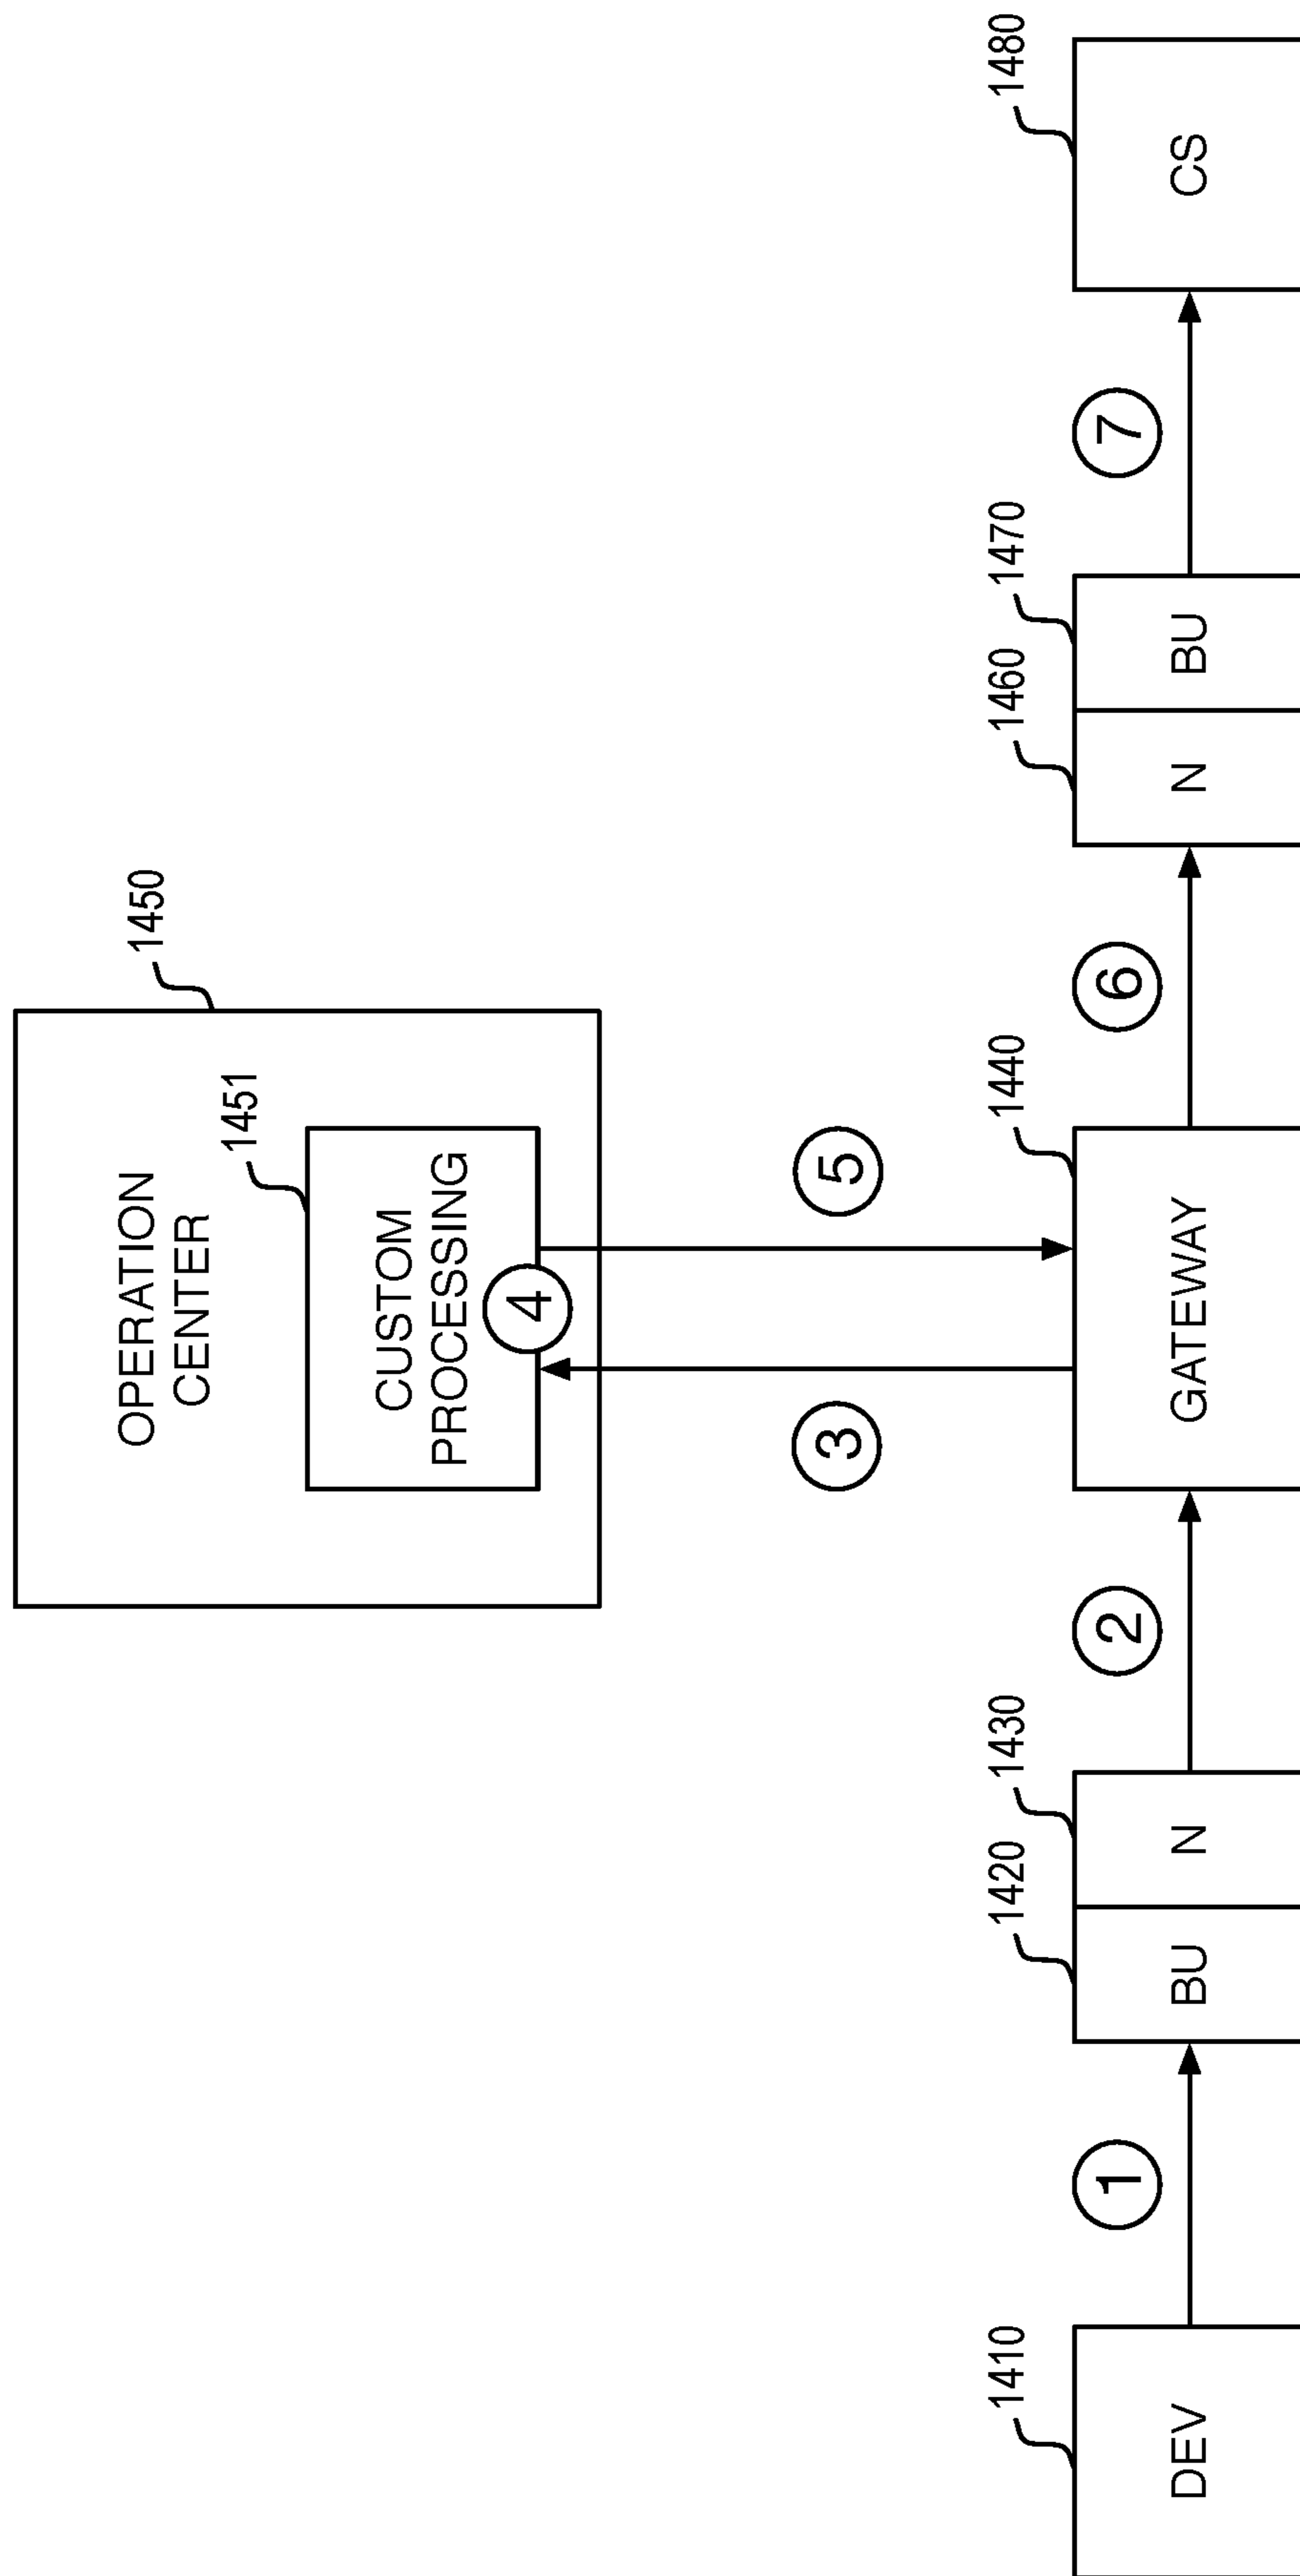 1450
OPERATION
CENTER
1451
CUSTOM
PROCESSING
4
3
5
1410
1420
1430
1440
1460
1470
1480
1
2
6
7
DEV
BU
N
GATEWAY
N
BU
CS